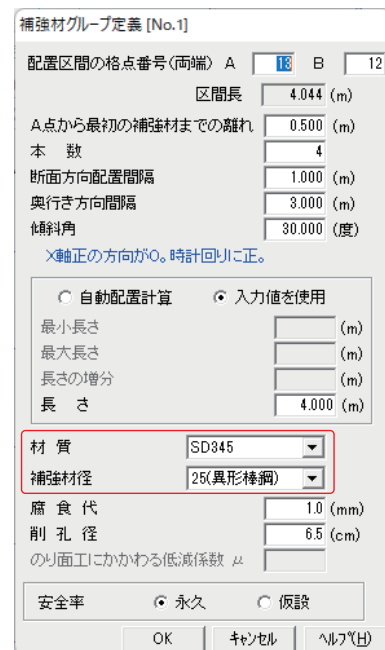 補強材グループ定義 [No.1]
配置区間の格点番号(両端) A 13 B 12
区間長 4.044 (m)
A点から最初の補強材までの離れ 0.500 (m)
本 数 4
断面方向配置間隔 1.000 (m)
奥行き方向間隔 3.000 (m)
傾斜角 30.000 (度)
X軸正の方向が0。時計回りに正。
自動配置計算 入力値を使用
最小長さ (m)
最大長さ (m)
長さの増分 (m)
長 さ 4.000 (m)
材 質 SD345
補強材径 25(異形棒鋼)
腐 食 代 1.0 (mm)
削 孔 径 6.5 (cm)
のり面工にかかわる低減係数 μ
安全率 永久 仮設
OK キャンセル ヘルプ(H)